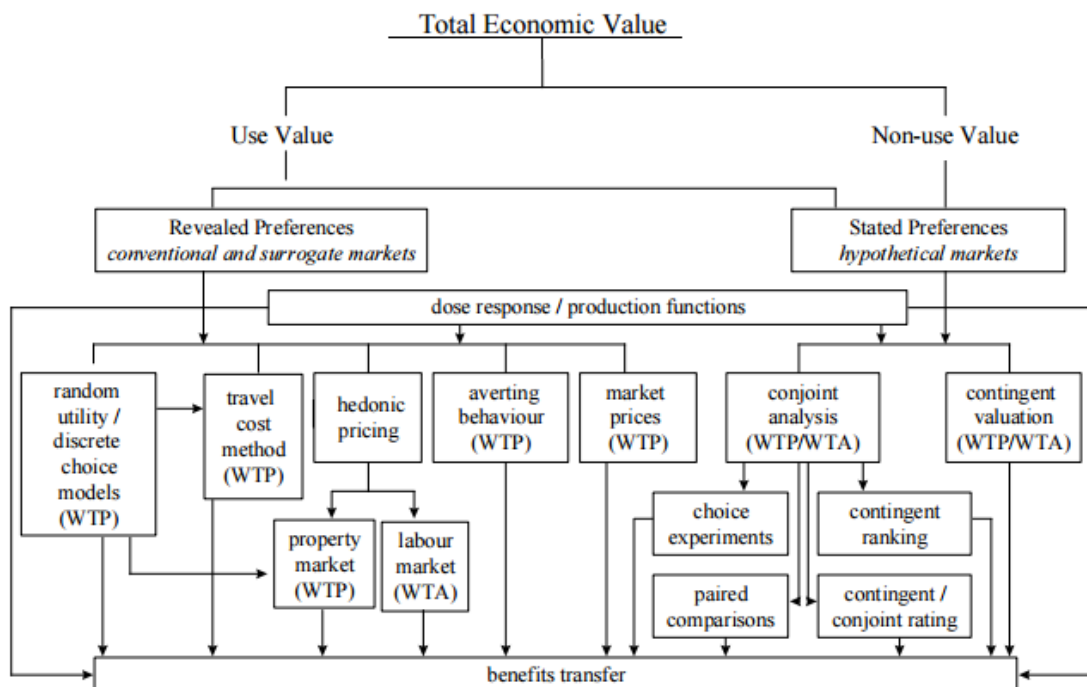 Total Economic Value
Use Value
Non-use Value
Revealed Preferences
conventional and surrogate markets
Stated Preferences
hypothetical markets
dose response / production functions
random
utility /
discrete
choice
models
(WTP)
travel
cost
method
(WTP)
hedonic
pricing
averting
behaviour
(WTP)
market
prices
(WTP)
conjoint
analysis
(WTP/WTA)
contingent
valuation
(WTP/WTA)
property
market
(WTP)
labour
market
(WTA)
choice
experiments
contingent
ranking
paired
comparisons
contingent /
conjoint rating
benefits transfer